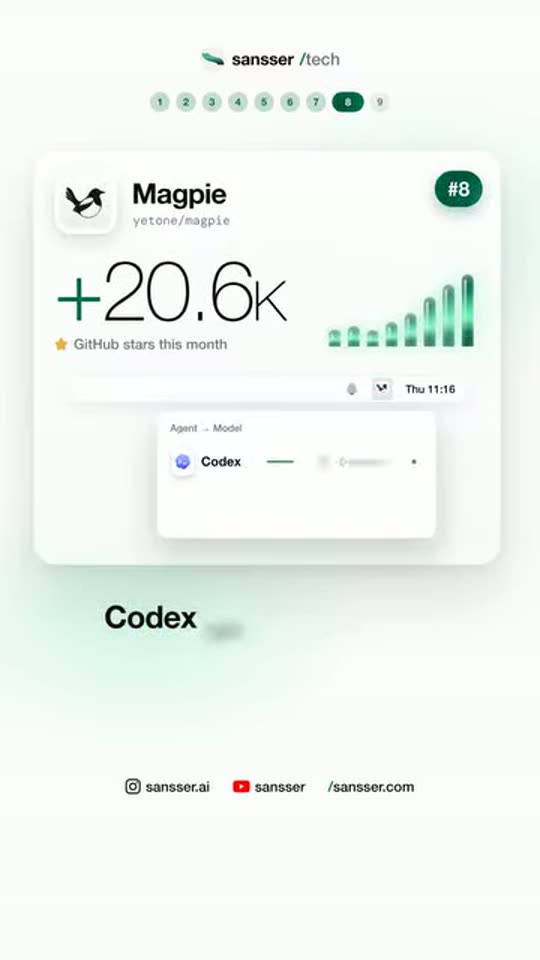 sansser /tech
1 2 3 4 5 6 7 8 9
Magpie
#8
yetone/magpie
+20.6K
GitHub stars this month
Thu 11:16
Agent → Model
Codex
Codex
sansser.ai sansser /sansser.com